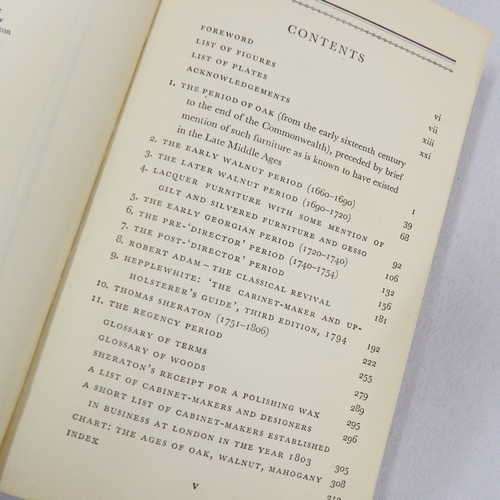 CONTENTS
FOREWORD vi
LIST OF FIGURES vii
LIST OF PLATES xiii
ACKNOWLEDGEMENTS xxi
1. THE PERIOD OF OAK (from the early sixteenth century
to the end of the Commonwealth), preceded by brief
mention of such furniture as is known to have existed
in the Late Middle Ages 1
2. THE EARLY WALNUT PERIOD (1660-1690) 39
3. THE LATER WALNUT PERIOD (1690-1720) 68
4. LACQUER FURNITURE WITH SOME MENTION OF
GILT AND SILVERED FURNITURE AND GESSO 92
5. THE EARLY GEORGIAN PERIOD (1720-1740) 106
6. THE PRE-'DIRECTOR' PERIOD (1740-1754) 132
7. THE POST-'DIRECTOR' PERIOD 156
8. ROBERT ADAM – THE CLASSICAL REVIVAL 181
9. HEPPLEWHITE: 'THE CABINET-MAKER AND UP-
HOLSTERER'S GUIDE', THIRD EDITION, 1794 192
10. THOMAS SHERATON (1751-1806) 222
11. THE REGENCY PERIOD 255
GLOSSARY OF TERMS 279
GLOSSARY OF WOODS 289
SHERATON'S RECEIPT FOR A POLISHING WAX 295
A LIST OF CABINET-MAKERS AND DESIGNERS 296
A SHORT LIST OF CABINET-MAKERS ESTABLISHED
IN BUSINESS AT LONDON IN THE YEAR 1803 305
CHART: THE AGES OF OAK, WALNUT, MAHOGANY 308
INDEX
V